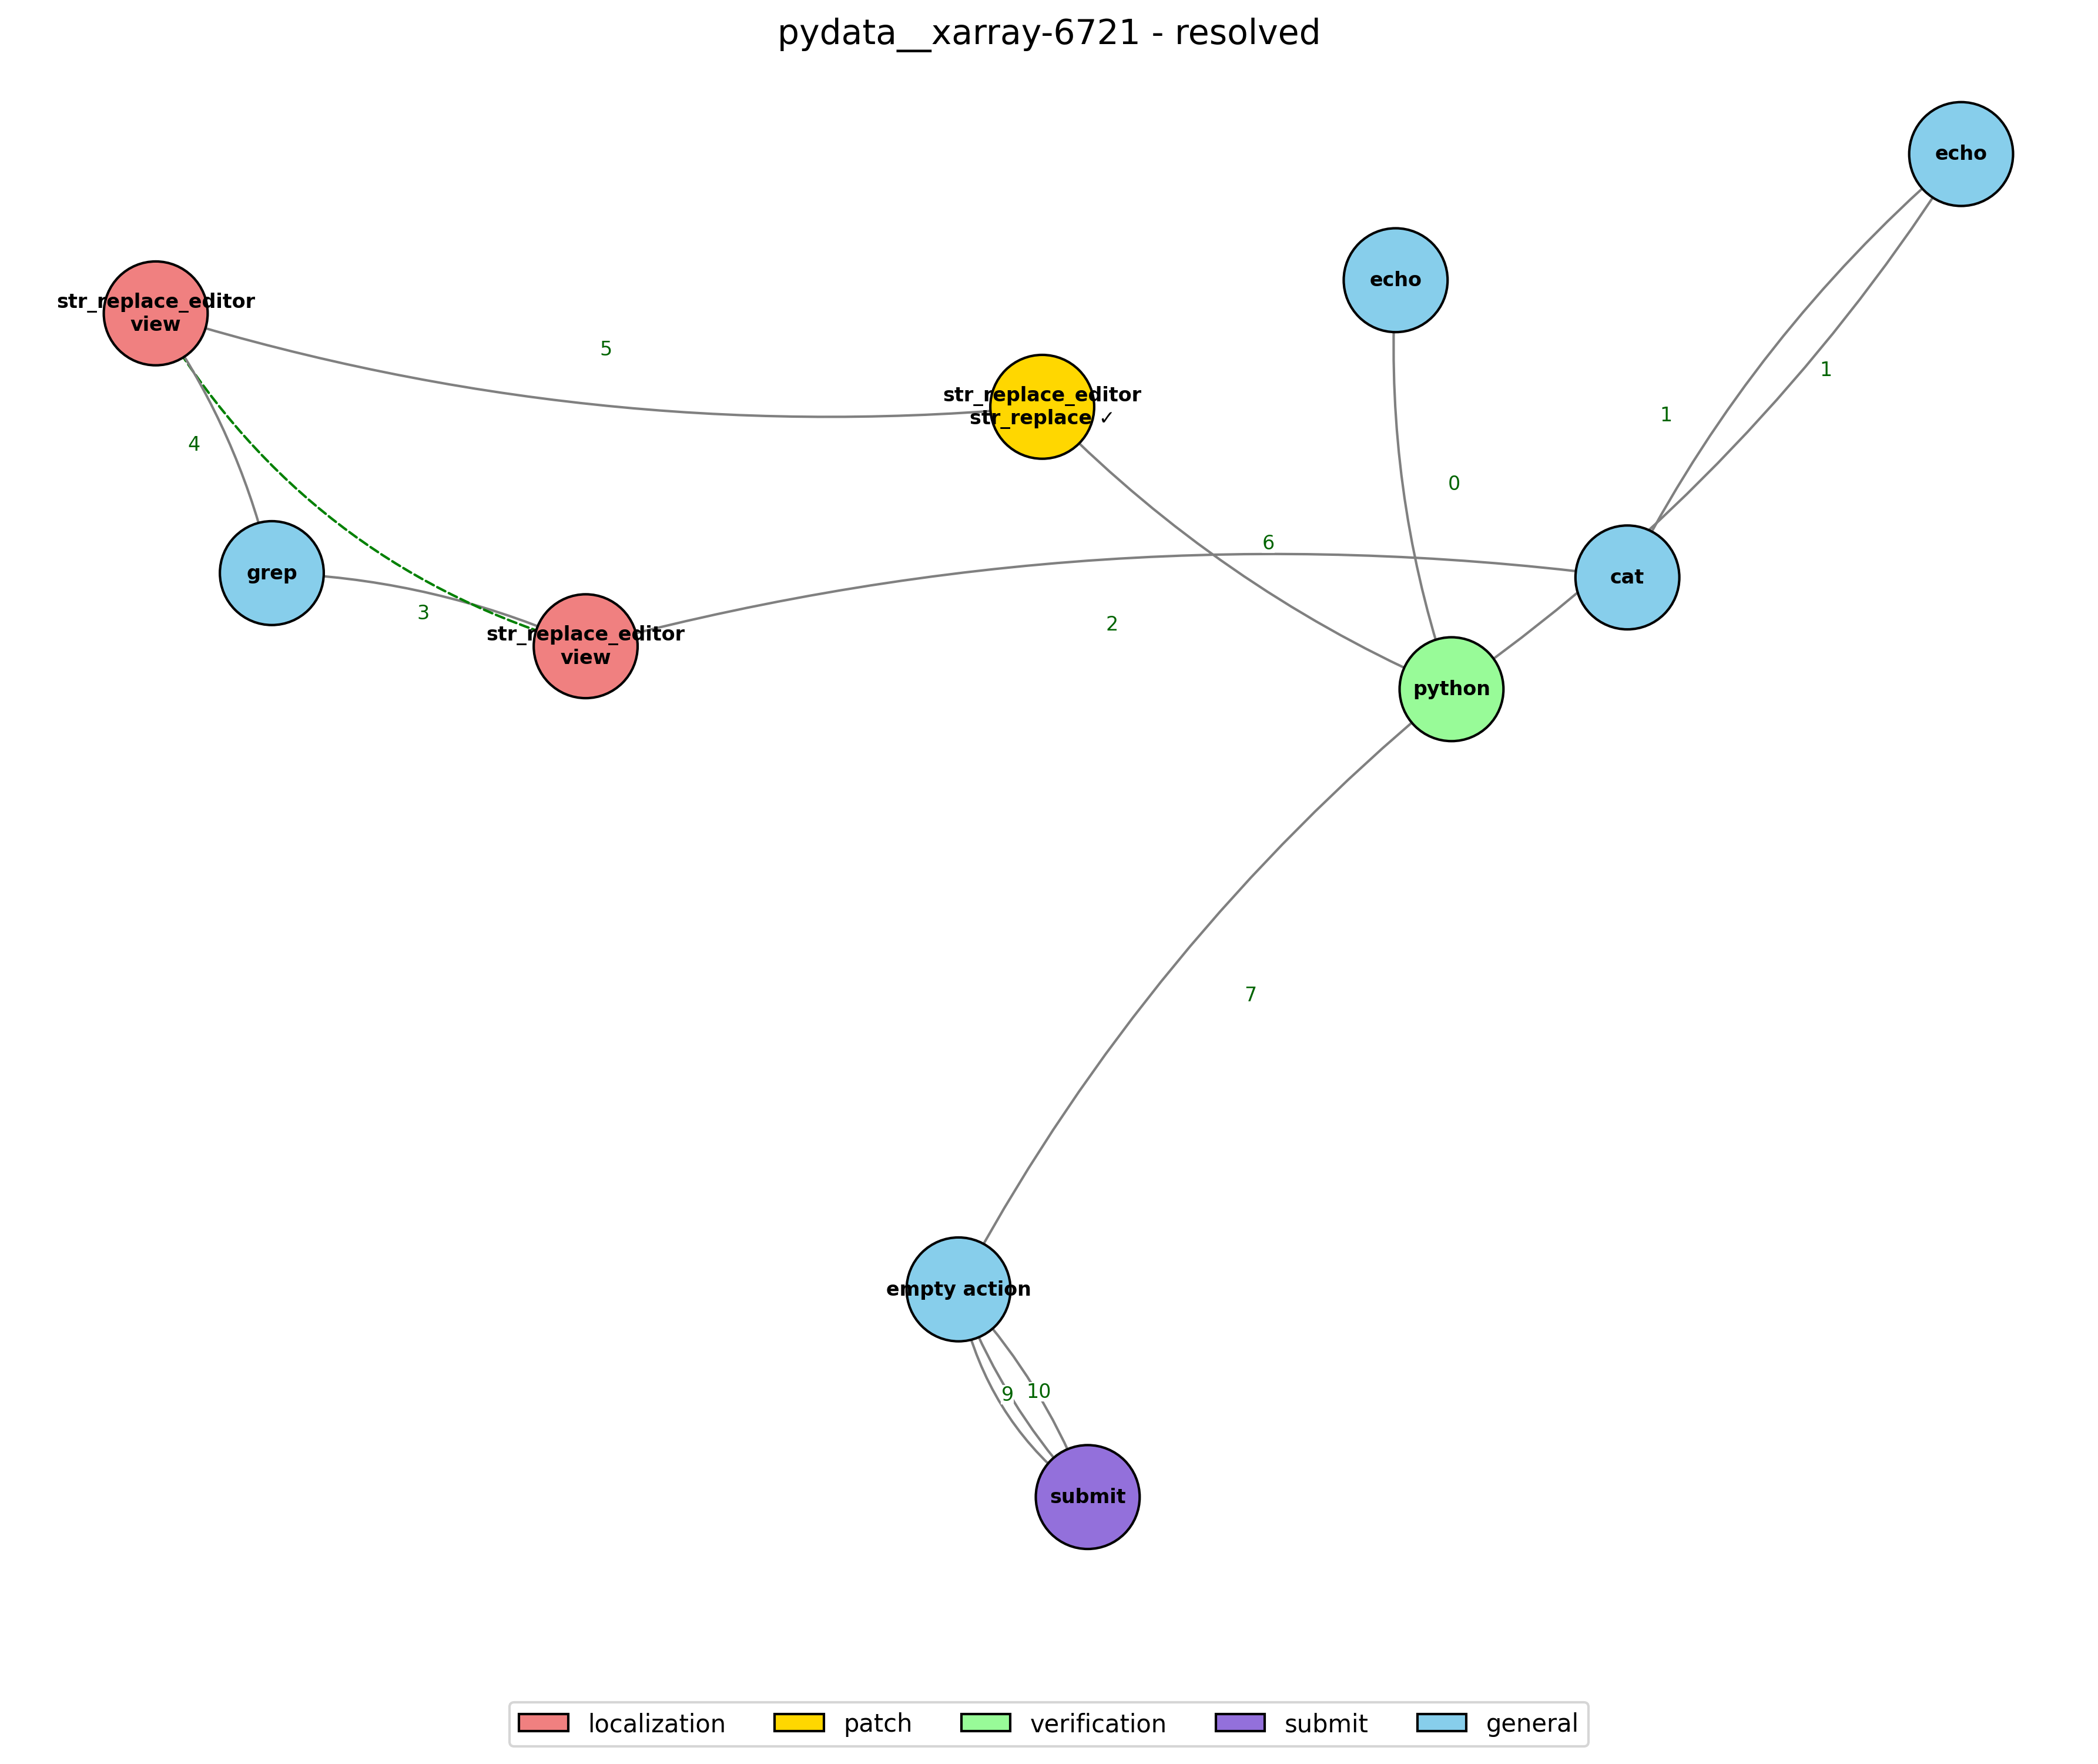 pydata__xarray-6721 - resolved
echo
echo
str_replace_editor
view
5
1
str_replace_editor
str_replace ✓
1
4
0
6
grep
cat
3
2
str_replace_editor
view
python
7
empty action
9
10
submit
localization
patch
verification
submit
general